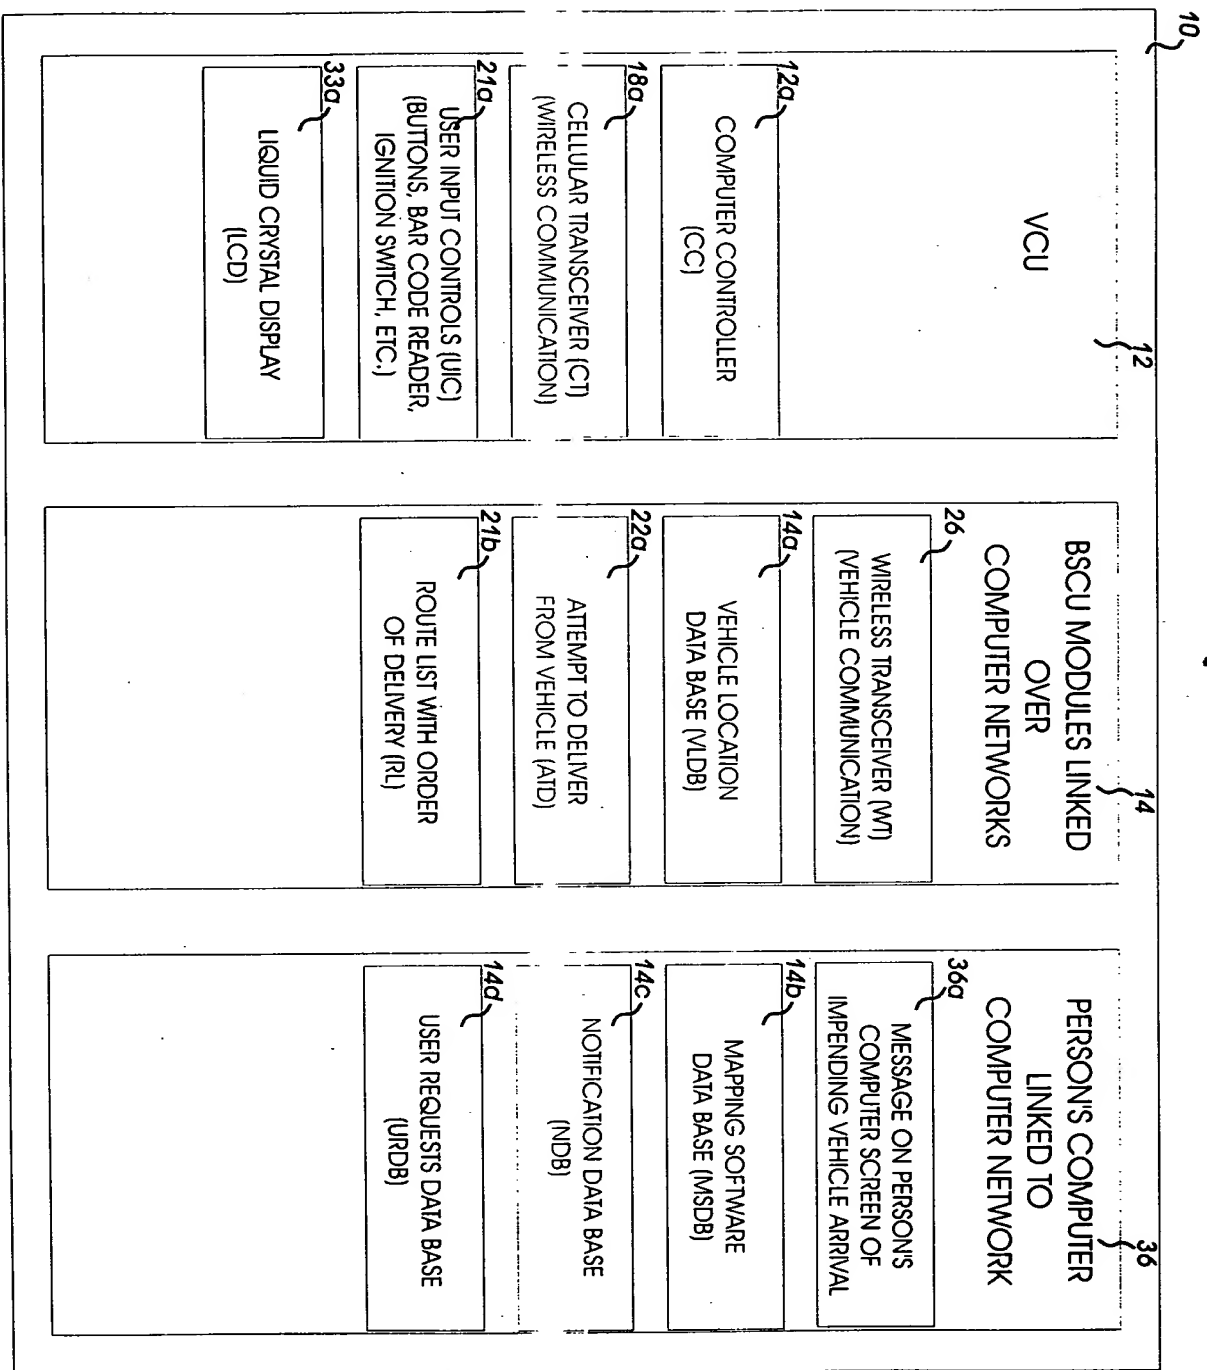 10
12
VCU
12a
COMPUTER CONTROLLER
(CC)
18a
CELLULAR TRANSCEIVER (CT)
(WIRELESS COMMUNICATION)
21a
USER INPUT CONTROLS (UIC)
(BUTTONS, BAR CODE READER,
IGNITION SWITCH, ETC.)
33a
LIQUID CRYSTAL DISPLAY
(LCD)
14
BSCU MODULES LINKED
OVER
COMPUTER NETWORKS
26
WIRELESS TRANSCEIVER (WT)
(VEHICLE COMMUNICATION)
14a
VEHICLE LOCATION
DATA BASE (VLDB)
22a
ATTEMPT TO DELIVER
FROM VEHICLE (ATD)
21b
ROUTE LIST WITH ORDER
OF DELIVERY (RL)
36
PERSON'S COMPUTER
LINKED TO
COMPUTER NETWORK
36a
MESSAGE ON PERSON'S
COMPUTER SCREEN OF
IMPENDING VEHICLE ARRIVAL
14b
MAPPING SOFTWARE
DATA BASE (MSDB)
14c
NOTIFICATION DATA BASE
(NDB)
14d
USER REQUESTS DATA BASE
(URDB)